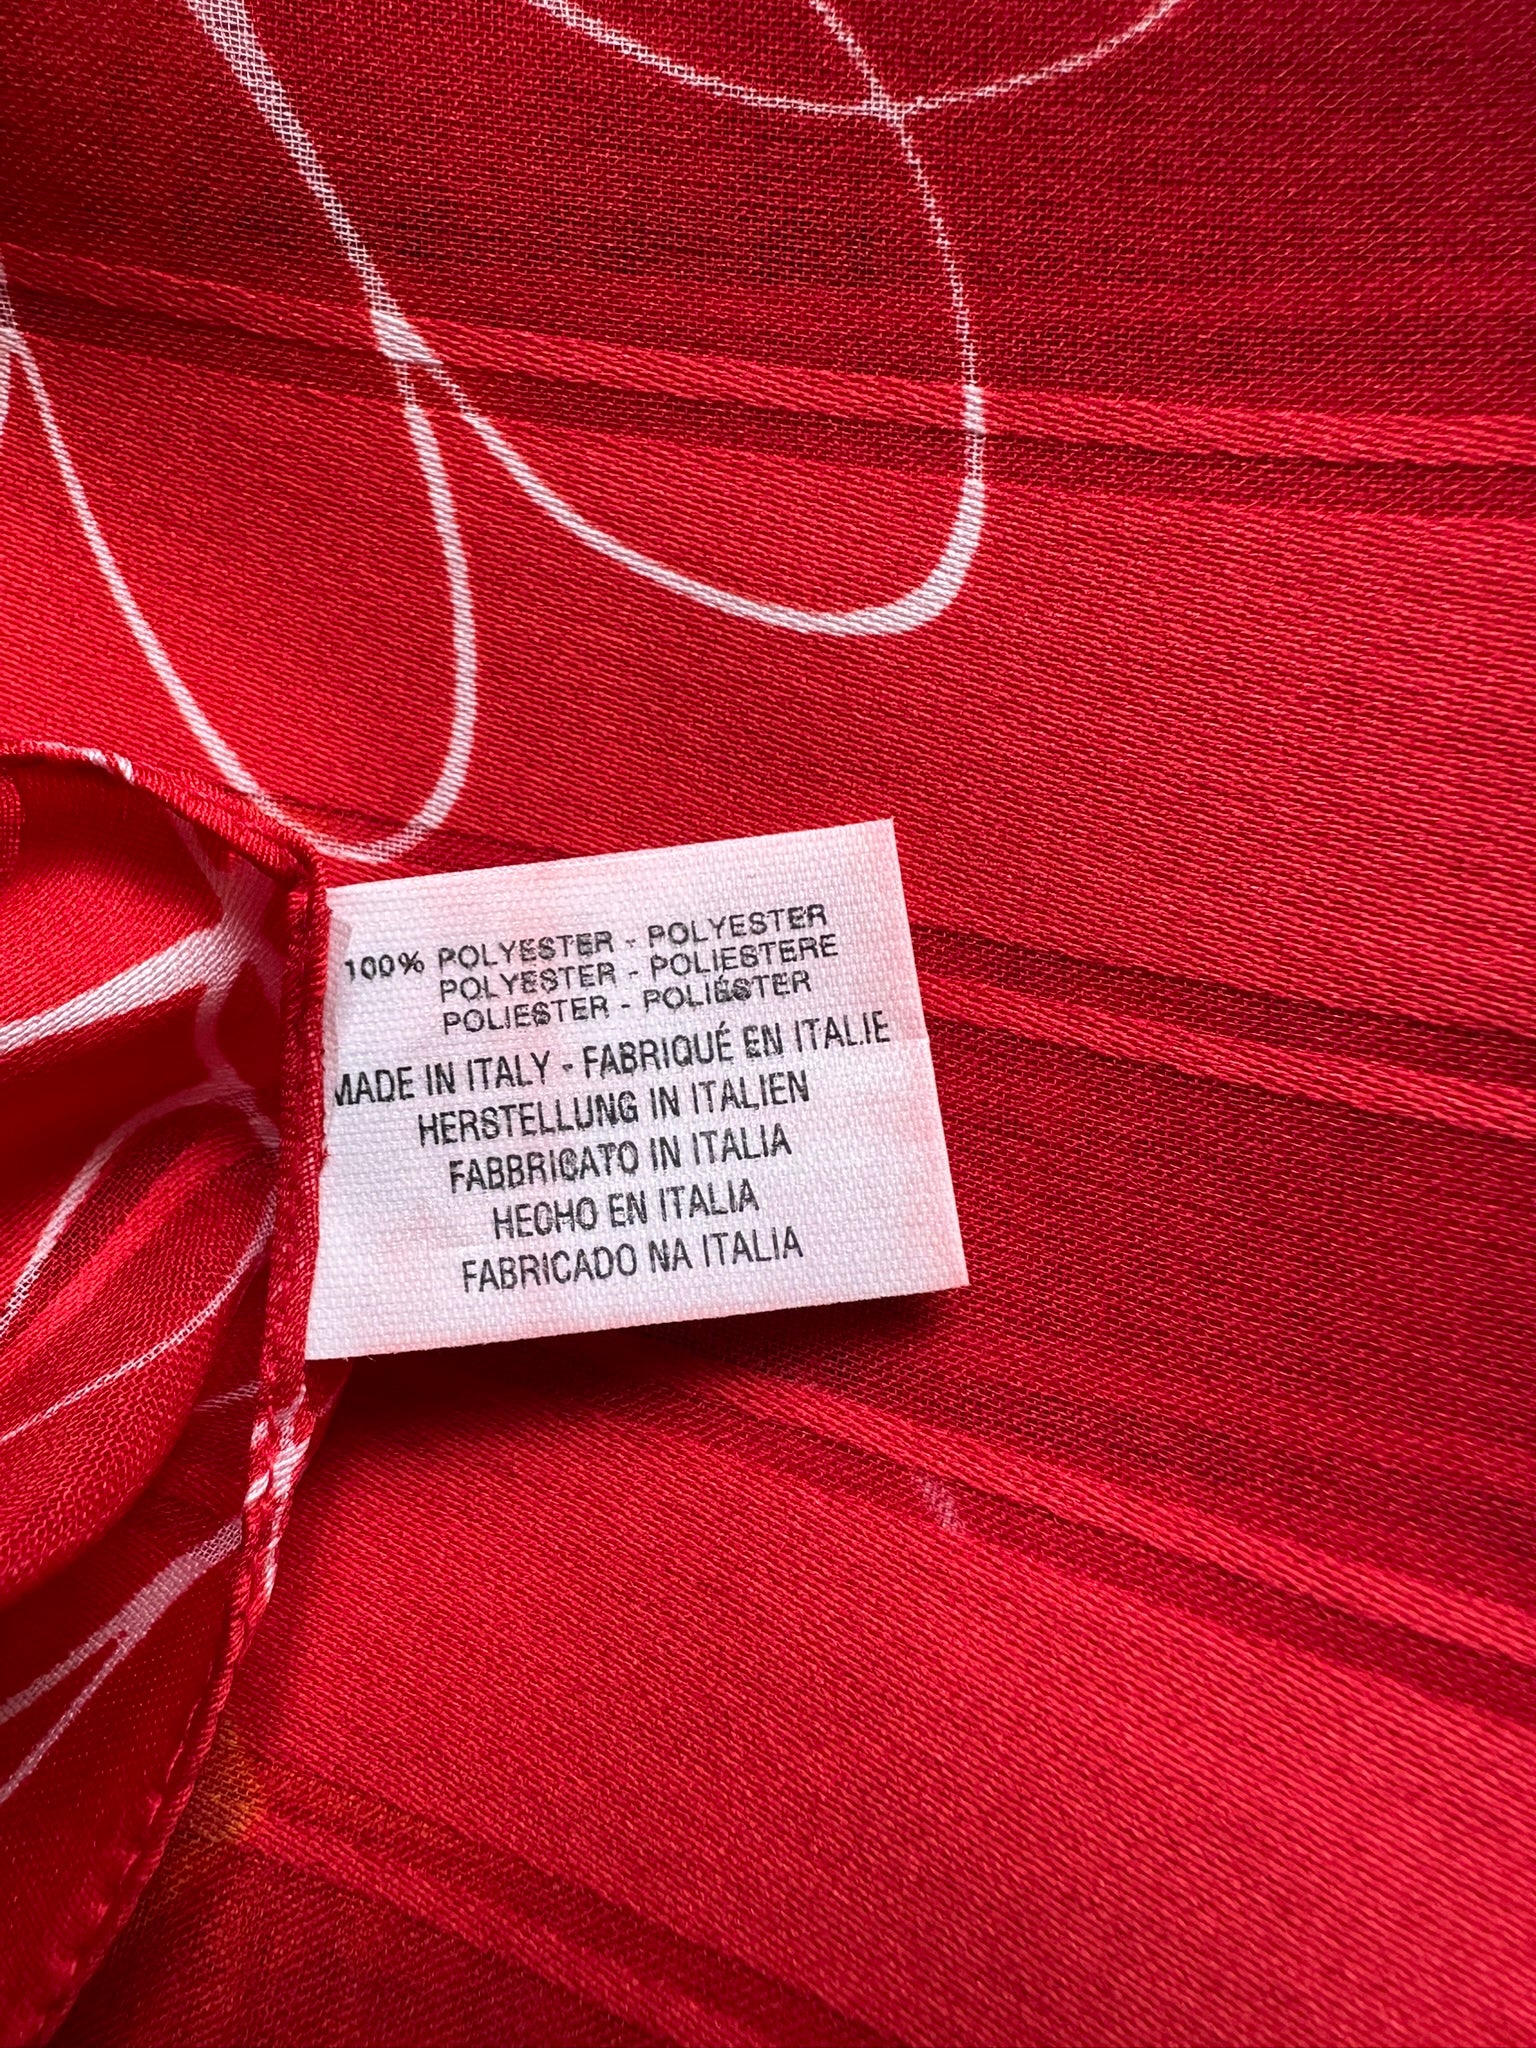 100% POLYESTER - POLYESTER
POLYESTER - POLIESTERE
POLIESTER - POLIÉSTER
MADE IN ITALY - FABRIQUÉ EN ITALIE
HERSTELLUNG IN ITALIEN
FABBRICATO IN ITALIA
HECHO EN ITALIA
FABRICADO NA ITALIA